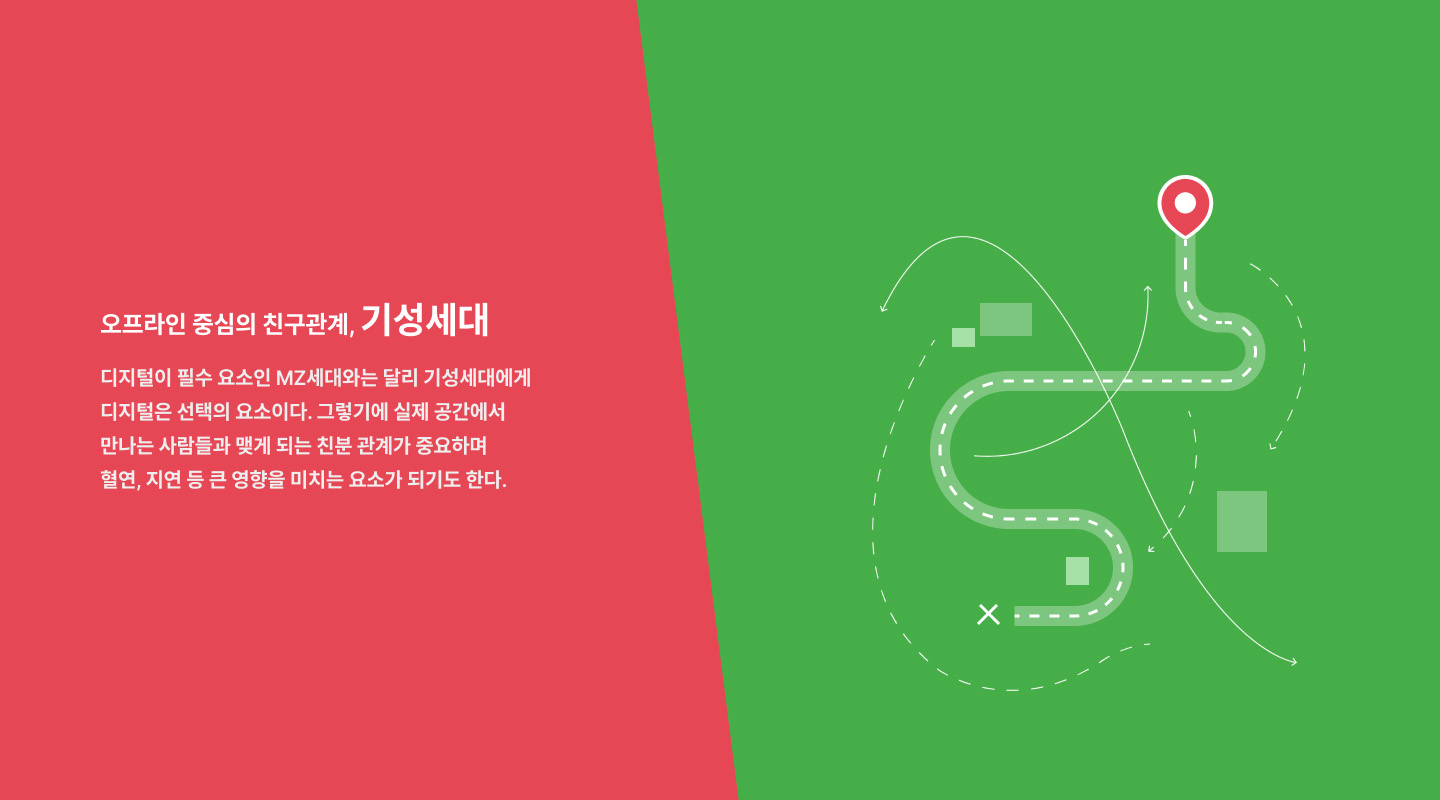 오프라인 중심의 친구관계, 기성세대
디지털이 필수 요소인 MZ세대와는 달리 기성세대에게
디지털은 선택의 요소이다. 그렇기에 실제 공간에서
만나는 사람들과 맺게 되는 친분 관계가 중요하며
혈연, 지연 등 큰 영향을 미치는 요소가 되기도 한다.